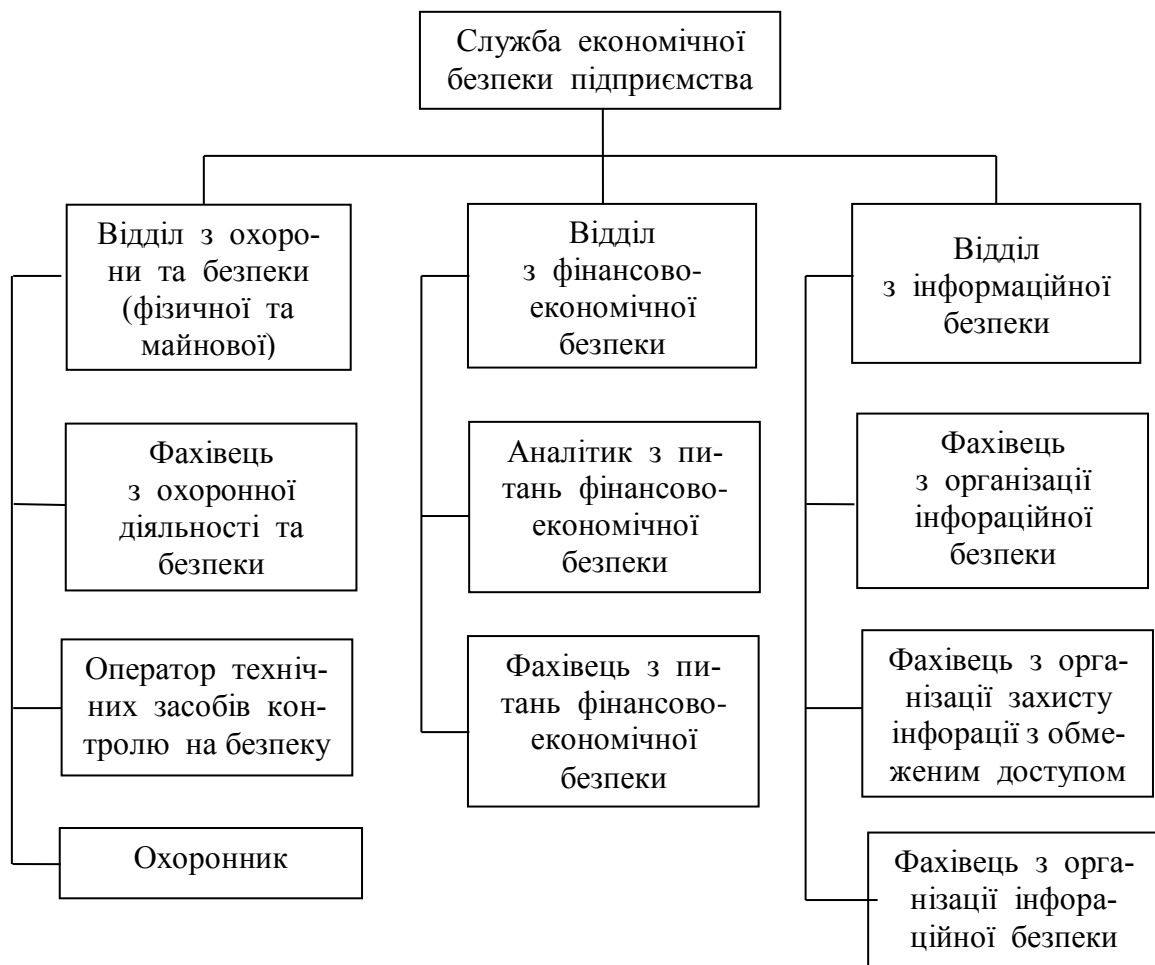 Служба економічної
безпеки підприємства
Відділ з охоро-
ни та безпеки
(фізичної та
майнової)
Фахівець
з охоронної
діяльності та
безпеки
Оператор техніч-
них засобів кон-
тролю на безпеку
Охоронник
Відділ
з фінансово-
економічної
безпеки
Аналітик з пи-
тань фінансово-
економічної
безпеки
Фахівець з пи-
тань фінансово-
економічної
безпеки
Відділ
з інформаційної
безпеки
Фахівець
з організації
інфораційної
безпеки
Фахівець з орга-
нізації захисту
інфорації з обме-
женим доступом
Фахівець з орга-
нізації інфора-
ційної безпеки